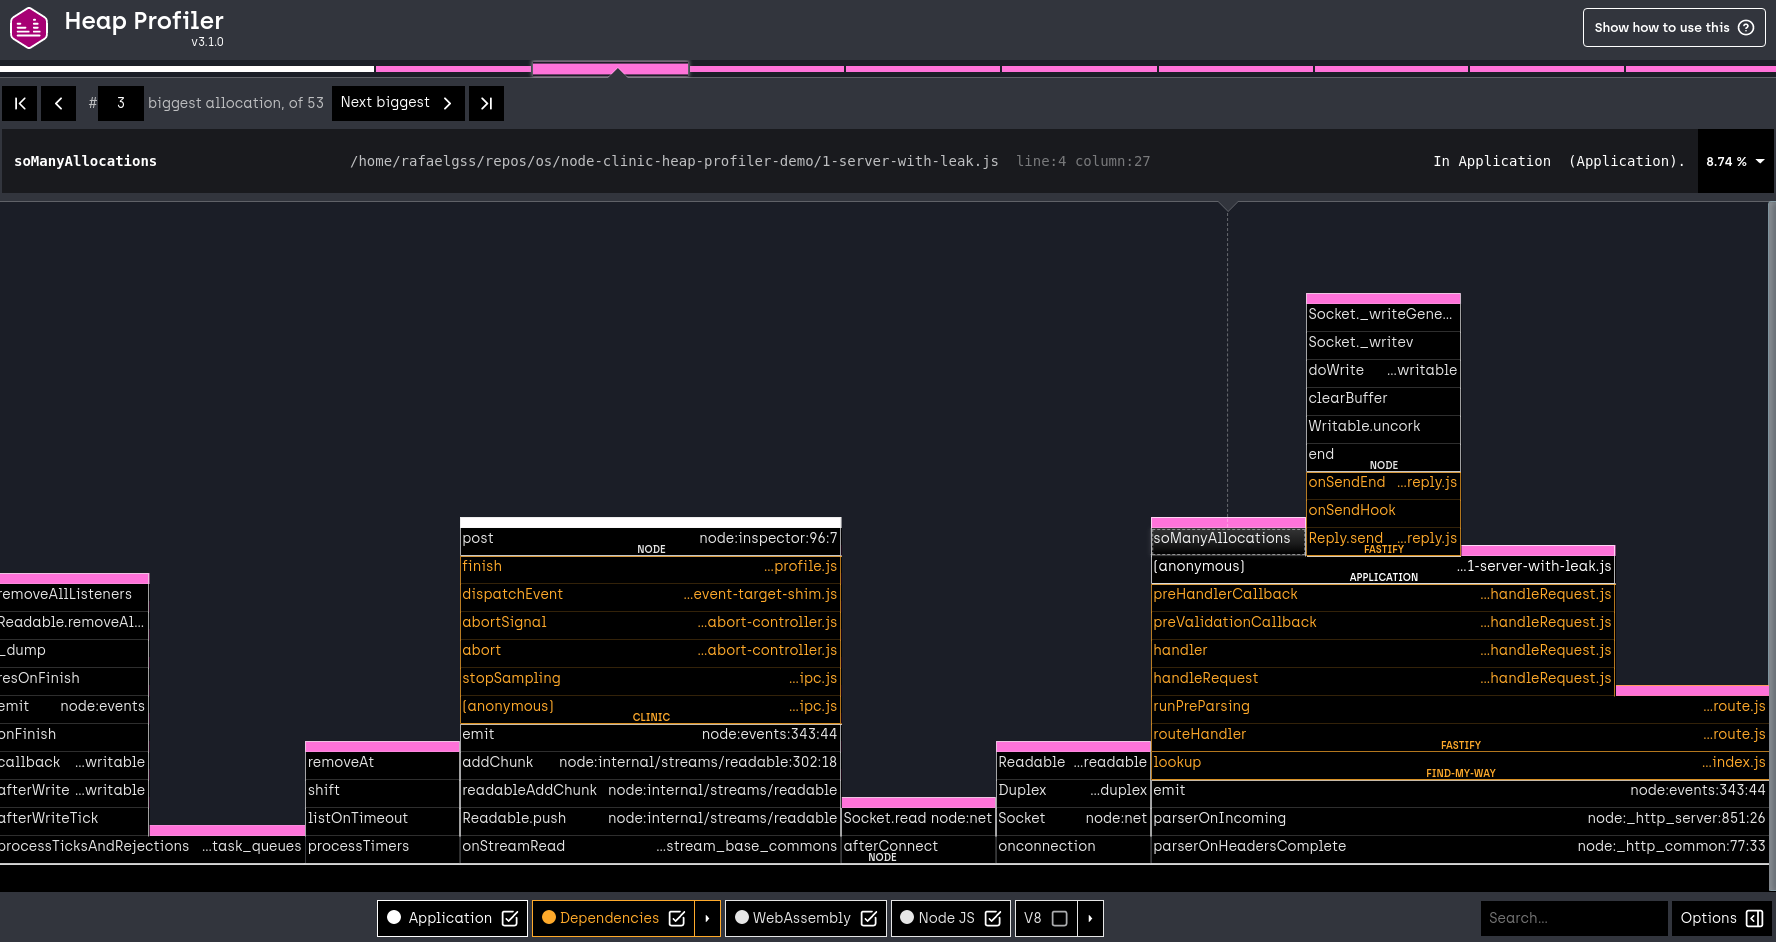 Heap Profiler
v3.1.0
Show how to use this ?
# 3 biggest allocation, of 53 Next biggest
soManyAllocations /home/rafaelgss/repos/os/node-clinic-heap-profiler-demo/1-server-with-leak.js line:4 column:27 In Application (Application). 8.74 %
Socket._writeGene...
Socket._writev
doWrite ...writable
clearBuffer
Writable.uncork
end
NODE
onSendEnd ...reply.js
onSendHook
post node:inspector:96:7 soManyAllocations Reply.send ...reply.js
NODE FASTIFY
finish ...profile.js (anonymous) ...1-server-with-leak.js
APPLICATION
removeAllListeners dispatchEvent ...event-target-shim.js preHandlerCallback ...handleRequest.js
Readable.removeAl... abortSignal ...abort-controller.js preValidationCallback ...handleRequest.js
_dump abort ...abort-controller.js handler ...handleRequest.js
resOnFinish stopSampling ...ipc.js handleRequest ...handleRequest.js
emit node:events (anonymous) ...ipc.js runPreParsing ...route.js
CLINIC
onFinish emit node:events:343:44 routeHandler ...route.js
FASTIFY
callback ...writable removeAt addChunk node:internal/streams/readable:302:18 Readable ...readable lookup ...index.js
FIND-MY-WAY
afterWrite ...writable shift readableAddChunk node:internal/streams/readable Duplex ...duplex emit node:events:343:44
afterWriteTick listOnTimeout Readable.push node:internal/streams/readable Socket.read node:net Socket node:net parserOnIncoming node:_http_server:851:26
processTicksAndRejections ...task_queues processTimers onStreamRead ...stream_base_commons afterConnect onconnection parserOnHeadersComplete node:_http_common:77:33
NODE
Application Dependencies WebAssembly Node JS V8 Search... Options